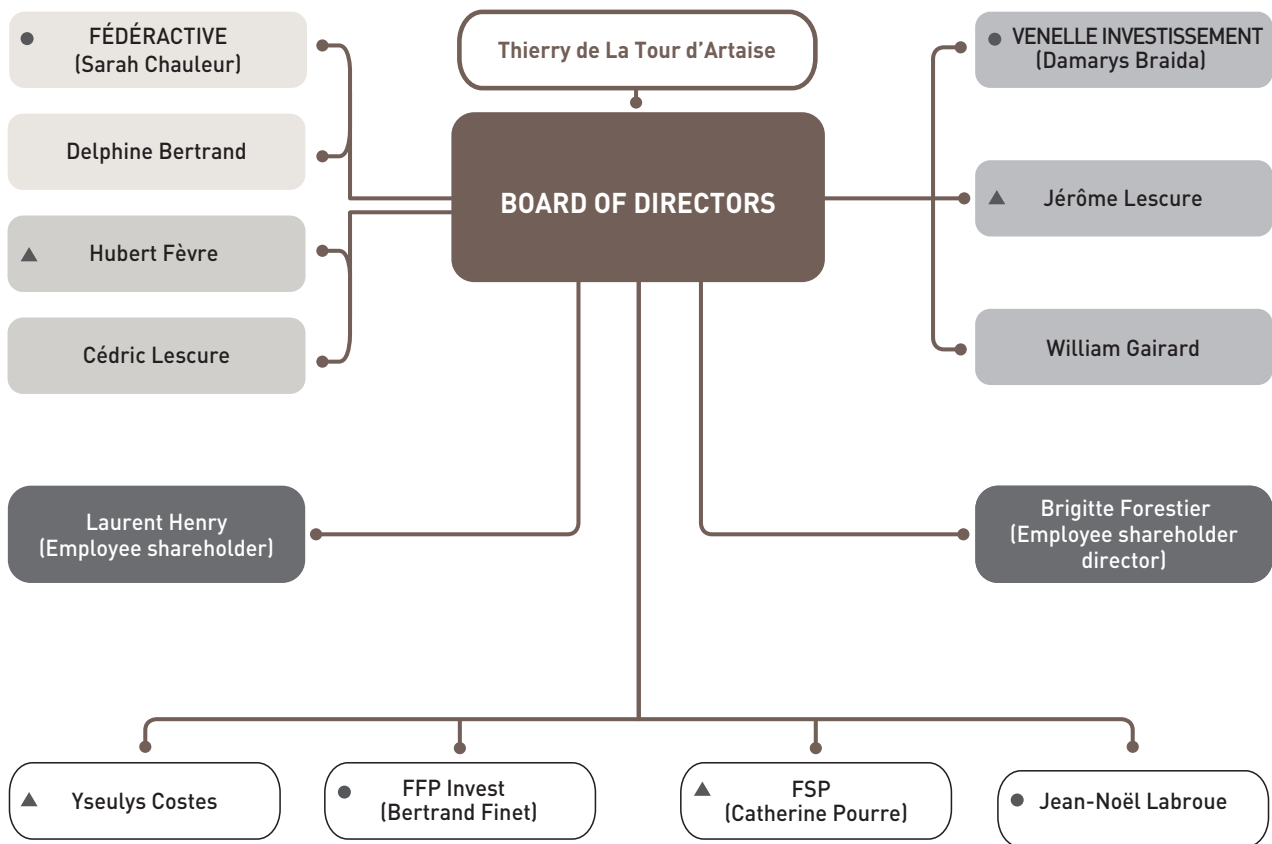 Thierry de La Tour d'Artaise
BOARD OF DIRECTORS
FÉDÉRACTIVE
(Sarah Chauleur)
Delphine Bertrand
Hubert Fèvre
Cédric Lescure
VENELLE INVESTISSEMENT
(Damarys Braida)
Jérôme Lescure
William Gairard
Laurent Henry
(Employee shareholder)
Brigitte Forestier
(Employee shareholder
director)
Yseulys Costes
FFP Invest
(Bertrand Finet)
FSP
(Catherine Pourre)
Jean-Noël Labroue